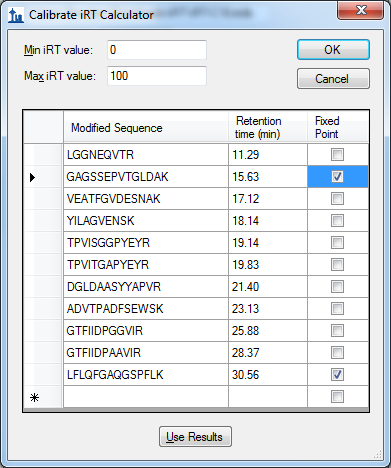 Calibrate iRT Calculator
Min iRT value: 0
OK
Max iRT value: 100
Cancel
Modified Sequence Retention time (min) Fixed Point
LGGNEQVTR 11.29
GAGSSEPVTGLDAK 15.63
VEATFGVDESNAK 17.12
YILAGVENSK 18.14
TPVISGGPYEYR 19.14
TPVITGAPYEYR 19.83
DGLDAASYYAPVR 21.40
ADVTPADFSEWSK 23.13
GTFIIDPGGVIR 25.88
GTFIIDPAAVIR 28.37
LFLQFGAQGSPFLK 30.56
Use Results